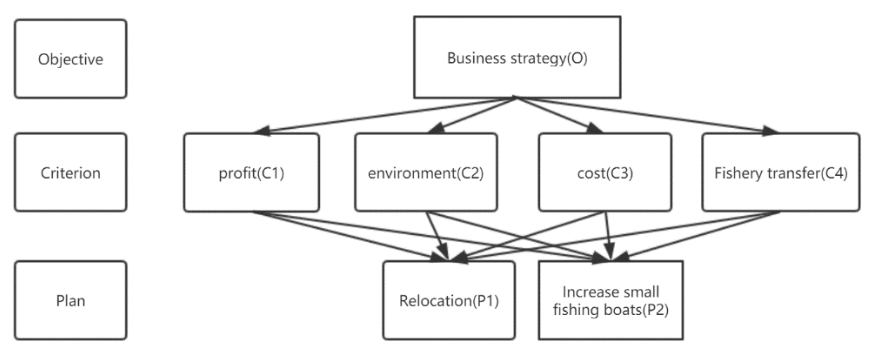 Objective
Business strategy(O)
Criterion
profit(C1)
environment(C2)
cost(C3)
Fishery transfer(C4)
Plan
Relocation(P1)
Increase small
fishing boats(P2)